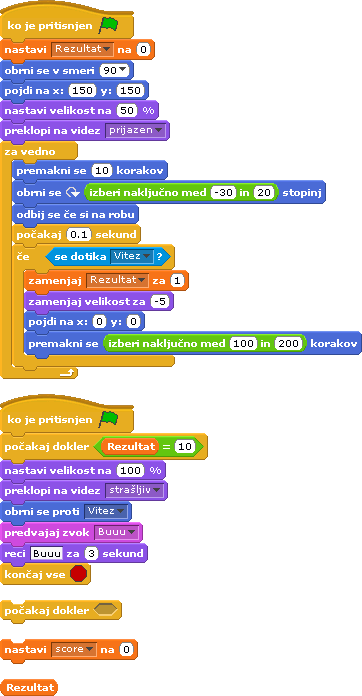 ko je pritisnjen
nastavi Rezultat na 0
obrni se v smeri 90
pojdi na x: 150 y: 150
nastavi velikost na 50 %
preklopi na videz prijazen
za vedno
premakni se 10 korakov
obrni se izberi naključno med -30 in 20 stopinj
odbij se če si na robu
počakaj 0.1 sekund
če se dotika Vitez ?
zamenjaj Rezultat za 1
zamenjaj velikost za -5
pojdi na x: 0 y: 0
premakni se izberi naključno med 100 in 200 korakov
ko je pritisnjen
počakaj dokler Rezultat = 10
nastavi velikost na 100 %
preklopi na videz strašljiv
obrni se proti Vitez
predvajaj zvok Buuu
reci Buuu za 3 sekund
končaj vse
počakaj dokler
nastavi score na 0
Rezultat